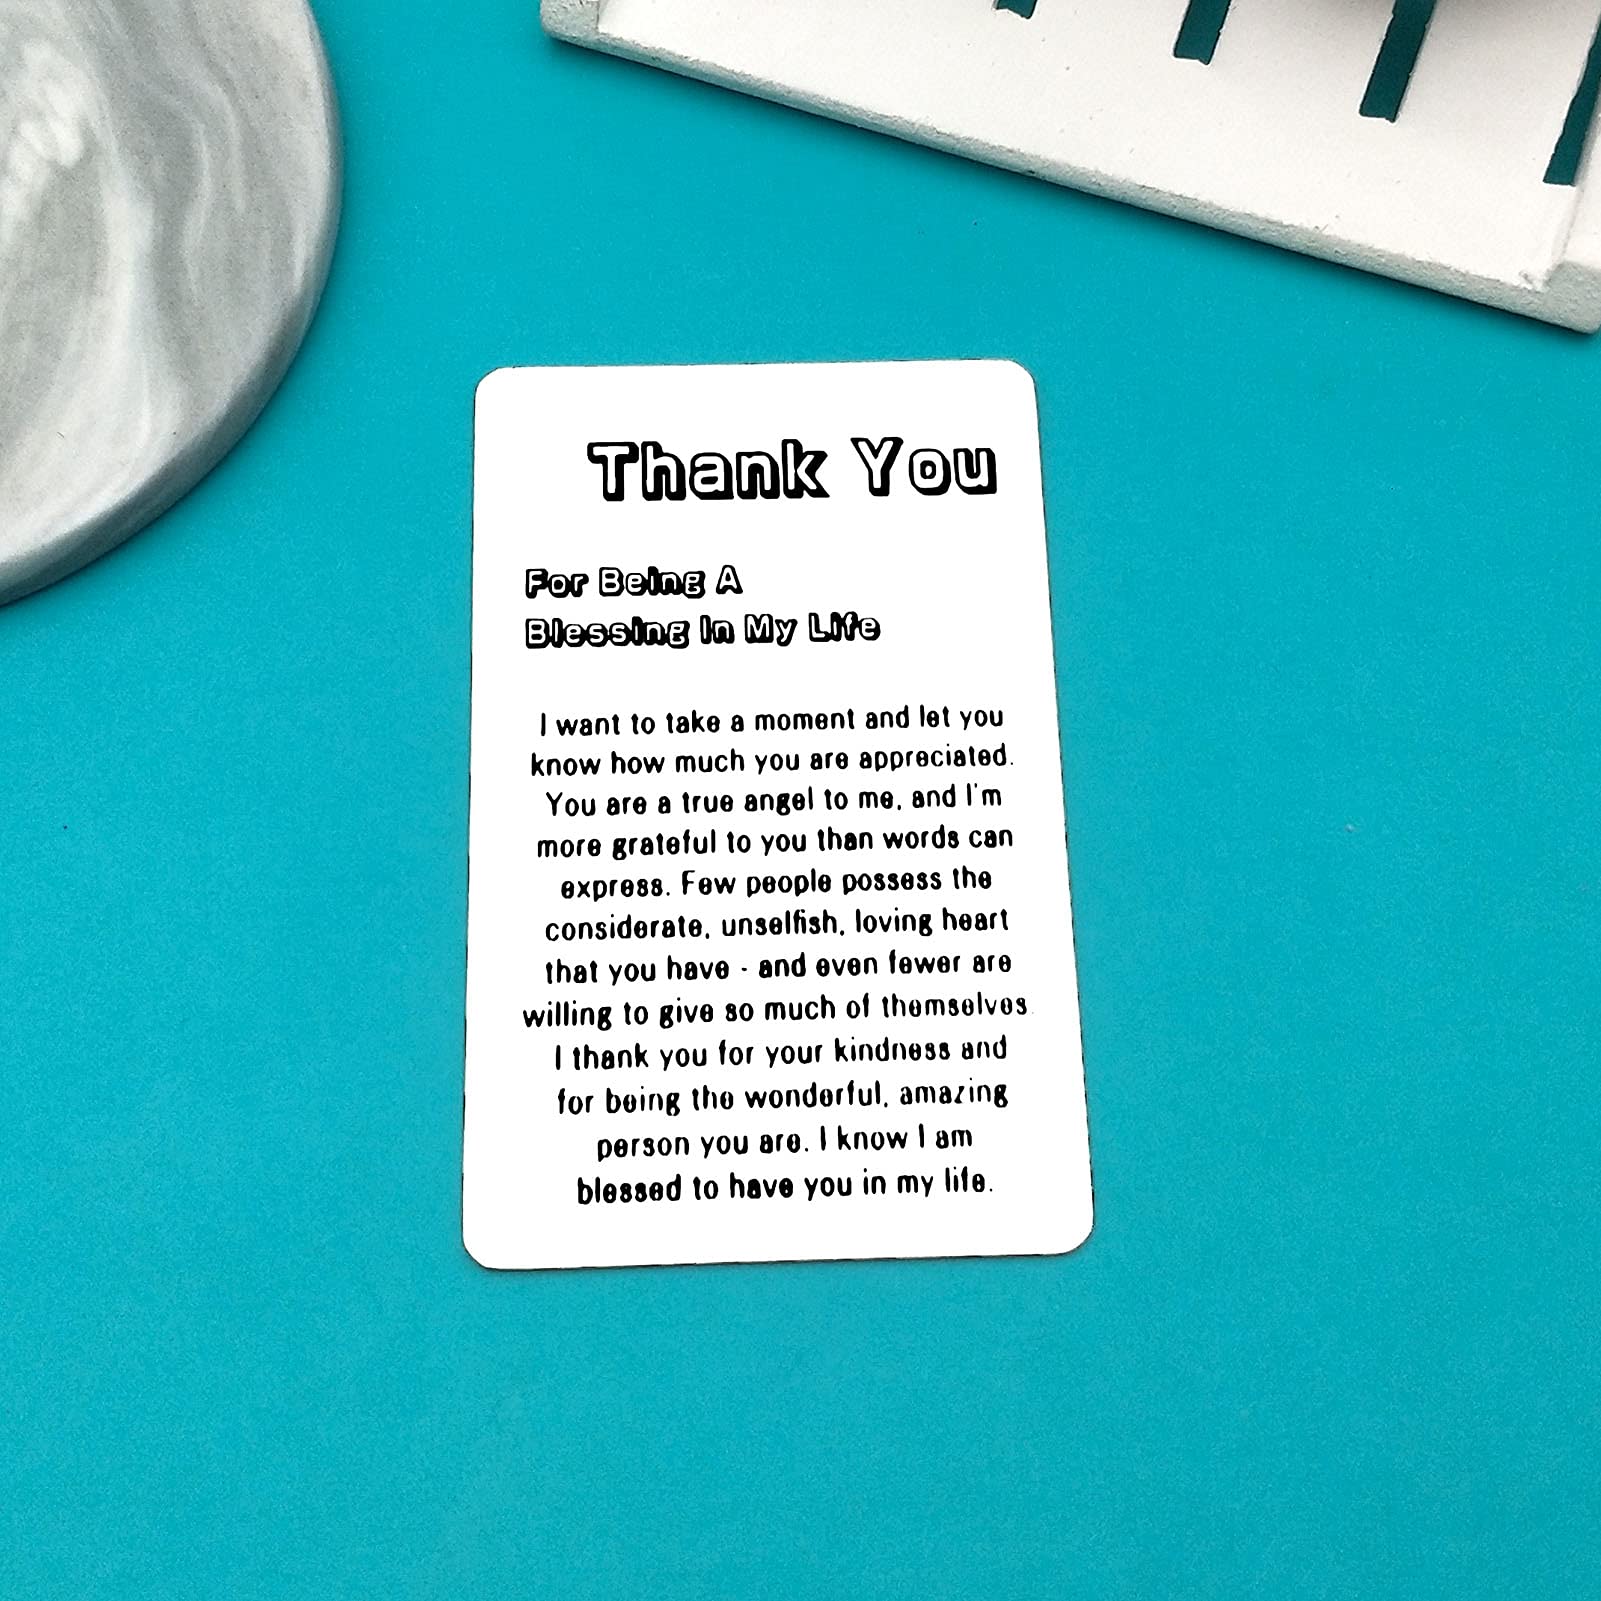 Thank You
For Being A
Blessing In My Life
I want to take a moment and let you
know how much you are appreciated.
You are a true angel to me, and I'm
more grateful to you than words can
express. Few people possess the
considerate, unselfish, loving heart
that you have - and even fewer are
willing to give so much of themselves.
I thank you for your kindness and
for being the wonderful, amazing
person you are. I know I am
blessed to have you in my life.